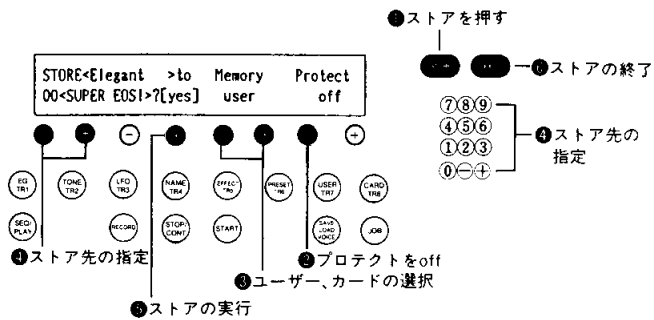 ❶ストアを押す
STORE<Elegant >to Memory Protect
00<SUPER EOS!>?[yes] user off
❻ストアの終了
⑦⑧⑨
④⑤⑥
①②③
⓪−+
❹ストア先の
指定
− +
EG
TR1
TONE
TR2
LFO
TR3
NAME
TR4
EFFECT
TR5
PRESET
TR6
USER
TR7
CARD
TR8
SEQ/
PLAY
RECORD
STOP/
CONT
START
SAVE
LOAD
VOICE
JOB
❹ストア先の指定
❷プロテクトをoff
❸ユーザー、カードの選択
❺ストアの実行